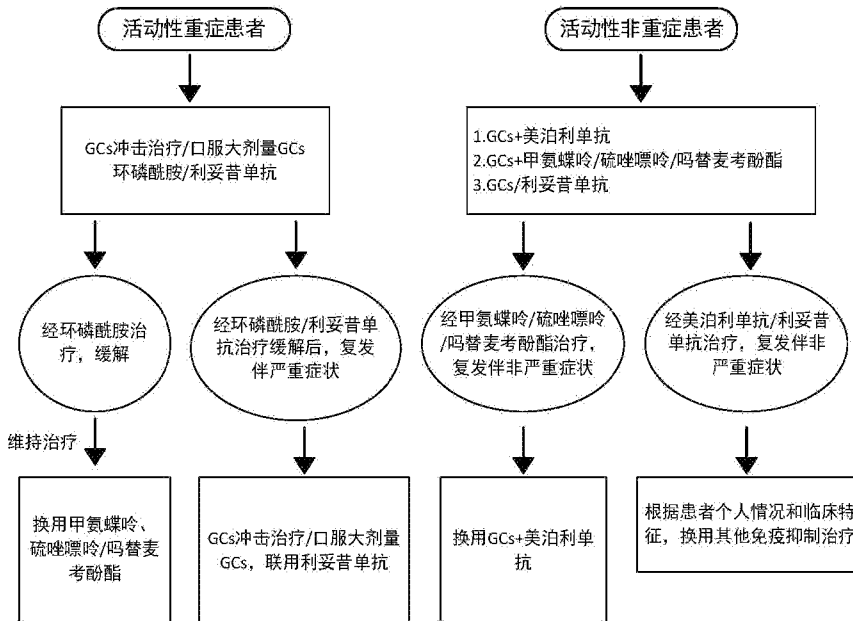 活动性重症患者
活动性非重症患者
GCs冲击治疗/口服大剂量GCs
环磷酰胺/利妥昔单抗
1.GCs+美泊利单抗
2.GCs+甲氨蝶呤/硫唑嘌呤/吗替麦考酚酯
3.GCs/利妥昔单抗
经环磷酰胺治
疗，缓解
经环磷酰胺/利妥昔单
抗治疗缓解后，复发
伴严重症状
经甲氨蝶呤/硫唑嘌呤
/吗替麦考酚酯治疗，
复发伴非严重症状
经美泊利单抗/利妥昔
单抗治疗，复发伴非
严重症状
维持治疗
换用甲氨蝶呤、
硫唑嘌呤/吗替麦
考酚酯
GCs冲击治疗/口服大剂量
GCs，联用利妥昔单抗
换用GCs+美泊利单
抗
根据患者个人情况和临床特
征，换用其他免疫抑制治疗